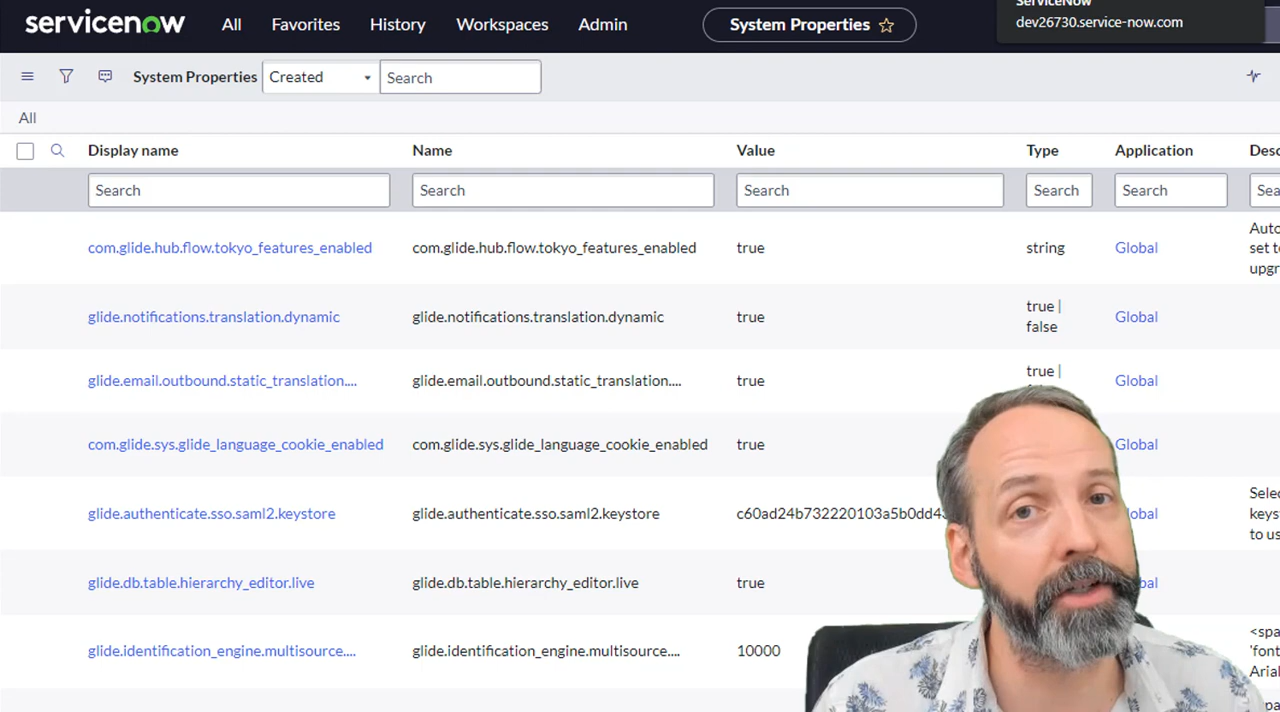 ServiceNow
dev26730.service-now.com
servicenow All Favorites History Workspaces Admin System Properties
System Properties Created Search
All
Display name Name Value Type Application
Search Search Search Search Search
com.glide.hub.flow.tokyo_features_enabled com.glide.hub.flow.tokyo_features_enabled true string Global
glide.notifications.translation.dynamic glide.notifications.translation.dynamic true true | false Global
glide.email.outbound.static_translation.... glide.email.outbound.static_translation.... true true | Global
com.glide.sys.glide_language_cookie_enabled com.glide.sys.glide_language_cookie_enabled true Global
glide.authenticate.sso.saml2.keystore glide.authenticate.sso.saml2.keystore c60ad24b732220103a5b0dd43 lobal
glide.db.table.hierarchy_editor.live glide.db.table.hierarchy_editor.live true bal
glide.identification_engine.multisource.... glide.identification_engine.multisource.... 10000